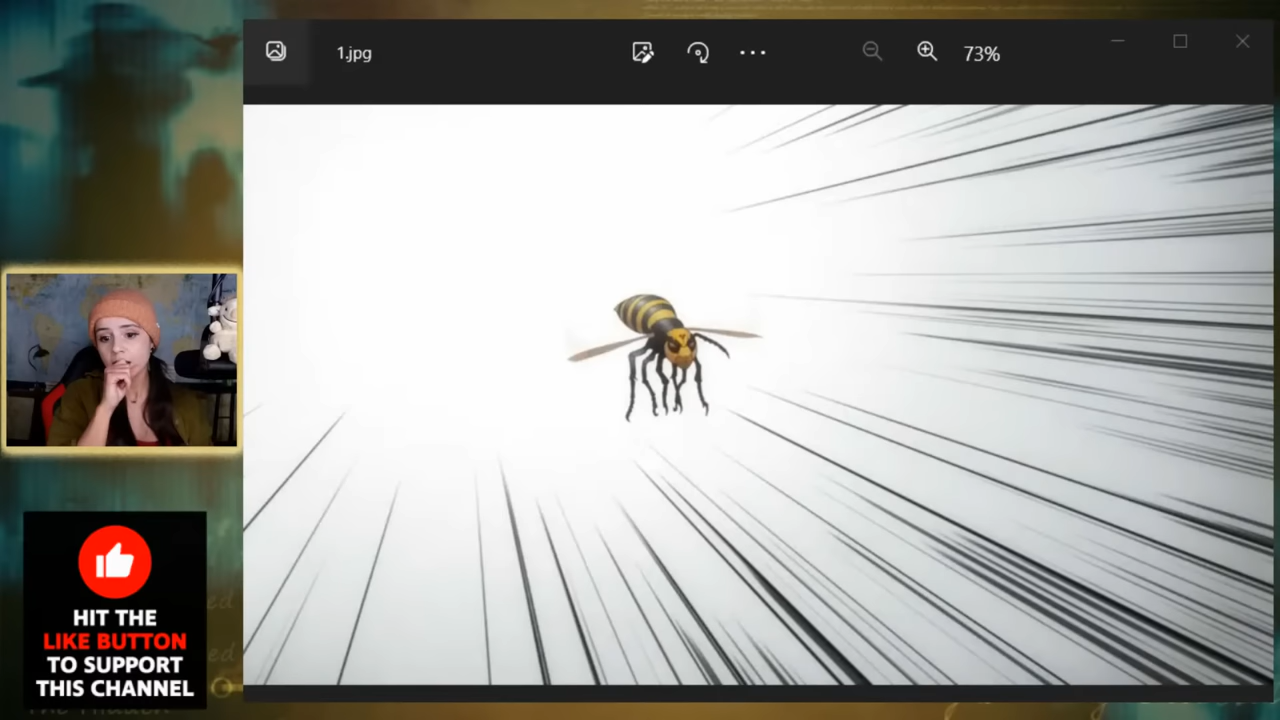 1.jpg
73%
HIT THE
LIKE BUTTON
TO SUPPORT
THIS CHANNEL